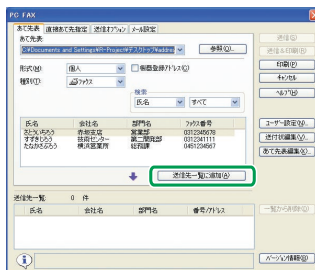 PC FAX
あて先表 直接あて先指定 送信オプション メール設定
あて先表:
C:¥Documents and Settings¥R-Project¥デスクトップ¥addres
参照(Q)...
形式(M): 個人 機器登録アドレス(O)
種別(T): ファクス
検索
氏名 すべて
氏名 会社名 部門名 ファクス番号
さとういちろう 赤坂支店 営業部 0312345678
すずきじろう 技術センター 第二開発部 0312341111
たなかさぶろう 横浜営業所 総務課 0451234567
送信先一覧に追加(A)
送信先一覧: 0 件
氏名 会社名 部門名 番号/アドレス
送信(S)
送信&印刷(F)
印刷(P)
キャンセル
ヘルプ(H)
ユーザー設定(U)...
送付状編集(V)...
あて先表編集(X)...
一覧から削除(D)
バージョン情報(B)...